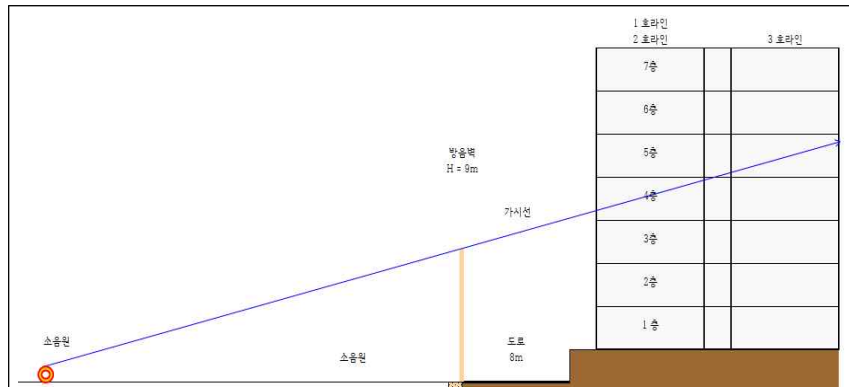 1 호라인
2 호라인
3 호라인
7층
6층
5층
4층
3층
2층
1 층
방음벽
H = 9m
가시선
소음원
소음원
도로
8m